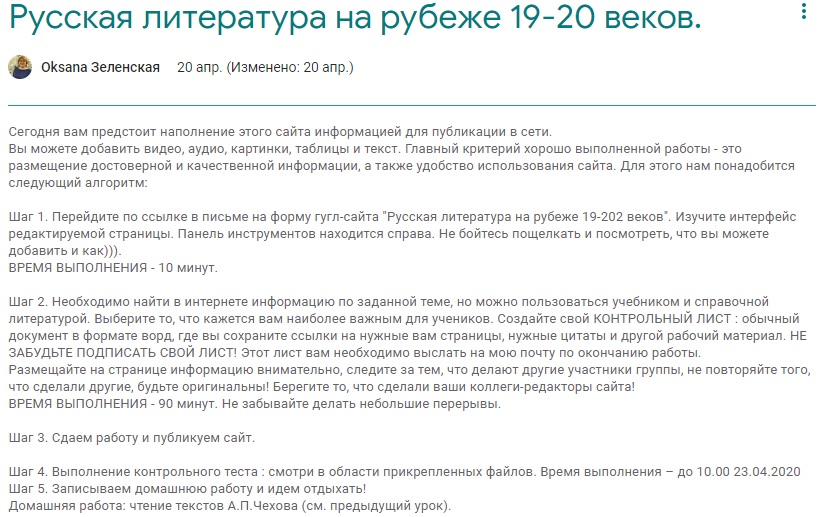 Русская литература на рубеже 19-20 веков.
Oksana Зеленская 20 апр. (Изменено: 20 апр.)
Сегодня вам предстоит наполнение этого сайта информацией для публикации в сети.
Вы можете добавить видео, аудио, картинки, таблицы и текст. Главный критерий хорошо выполненной работы - это
размещение достоверной и качественной информации, а также удобство использования сайта. Для этого нам понадобится
следующий алгоритм:
Шаг 1. Перейдите по ссылке в письме на форму гугл-сайта "Русская литература на рубеже 19-202 веков". Изучите интерфейс
редактируемой страницы. Панель инструментов находится справа. Не бойтесь пощелкать и посмотреть, что вы можете
добавить и как))).
ВРЕМЯ ВЫПОЛНЕНИЯ - 10 минут.
Шаг 2. Необходимо найти в интернете информацию по заданной теме, но можно пользоваться учебником и справочной
литературой. Выберите то, что кажется вам наиболее важным для учеников. Создайте свой КОНТРОЛЬНЫЙ ЛИСТ : обычный
документ в формате ворд, где вы сохраните ссылки на нужные вам страницы, нужные цитаты и другой рабочий материал. НЕ
ЗАБУДЬТЕ ПОДПИСАТЬ СВОЙ ЛИСТ! Этот лист вам необходимо выслать на мою почту по окончанию работы.
Размещайте на странице информацию внимательно, следите за тем, что делают другие участники группы, не повторяйте того,
что сделали другие, будьте оригинальны! Берегите то, что сделали ваши коллеги-редакторы сайта!
ВРЕМЯ ВЫПОЛНЕНИЯ - 90 минут. Не забывайте делать небольшие перерывы.
Шаг 3. Сдаем работу и публикуем сайт.
Шаг 4. Выполнение контрольного теста : смотри в области прикрепленных файлов. Время выполнения – до 10.00 23.04.2020
Шаг 5. Записываем домашнюю работу и идем отдыхать!
Домашняя работа: чтение текстов А.П.Чехова (см. предыдущий урок).